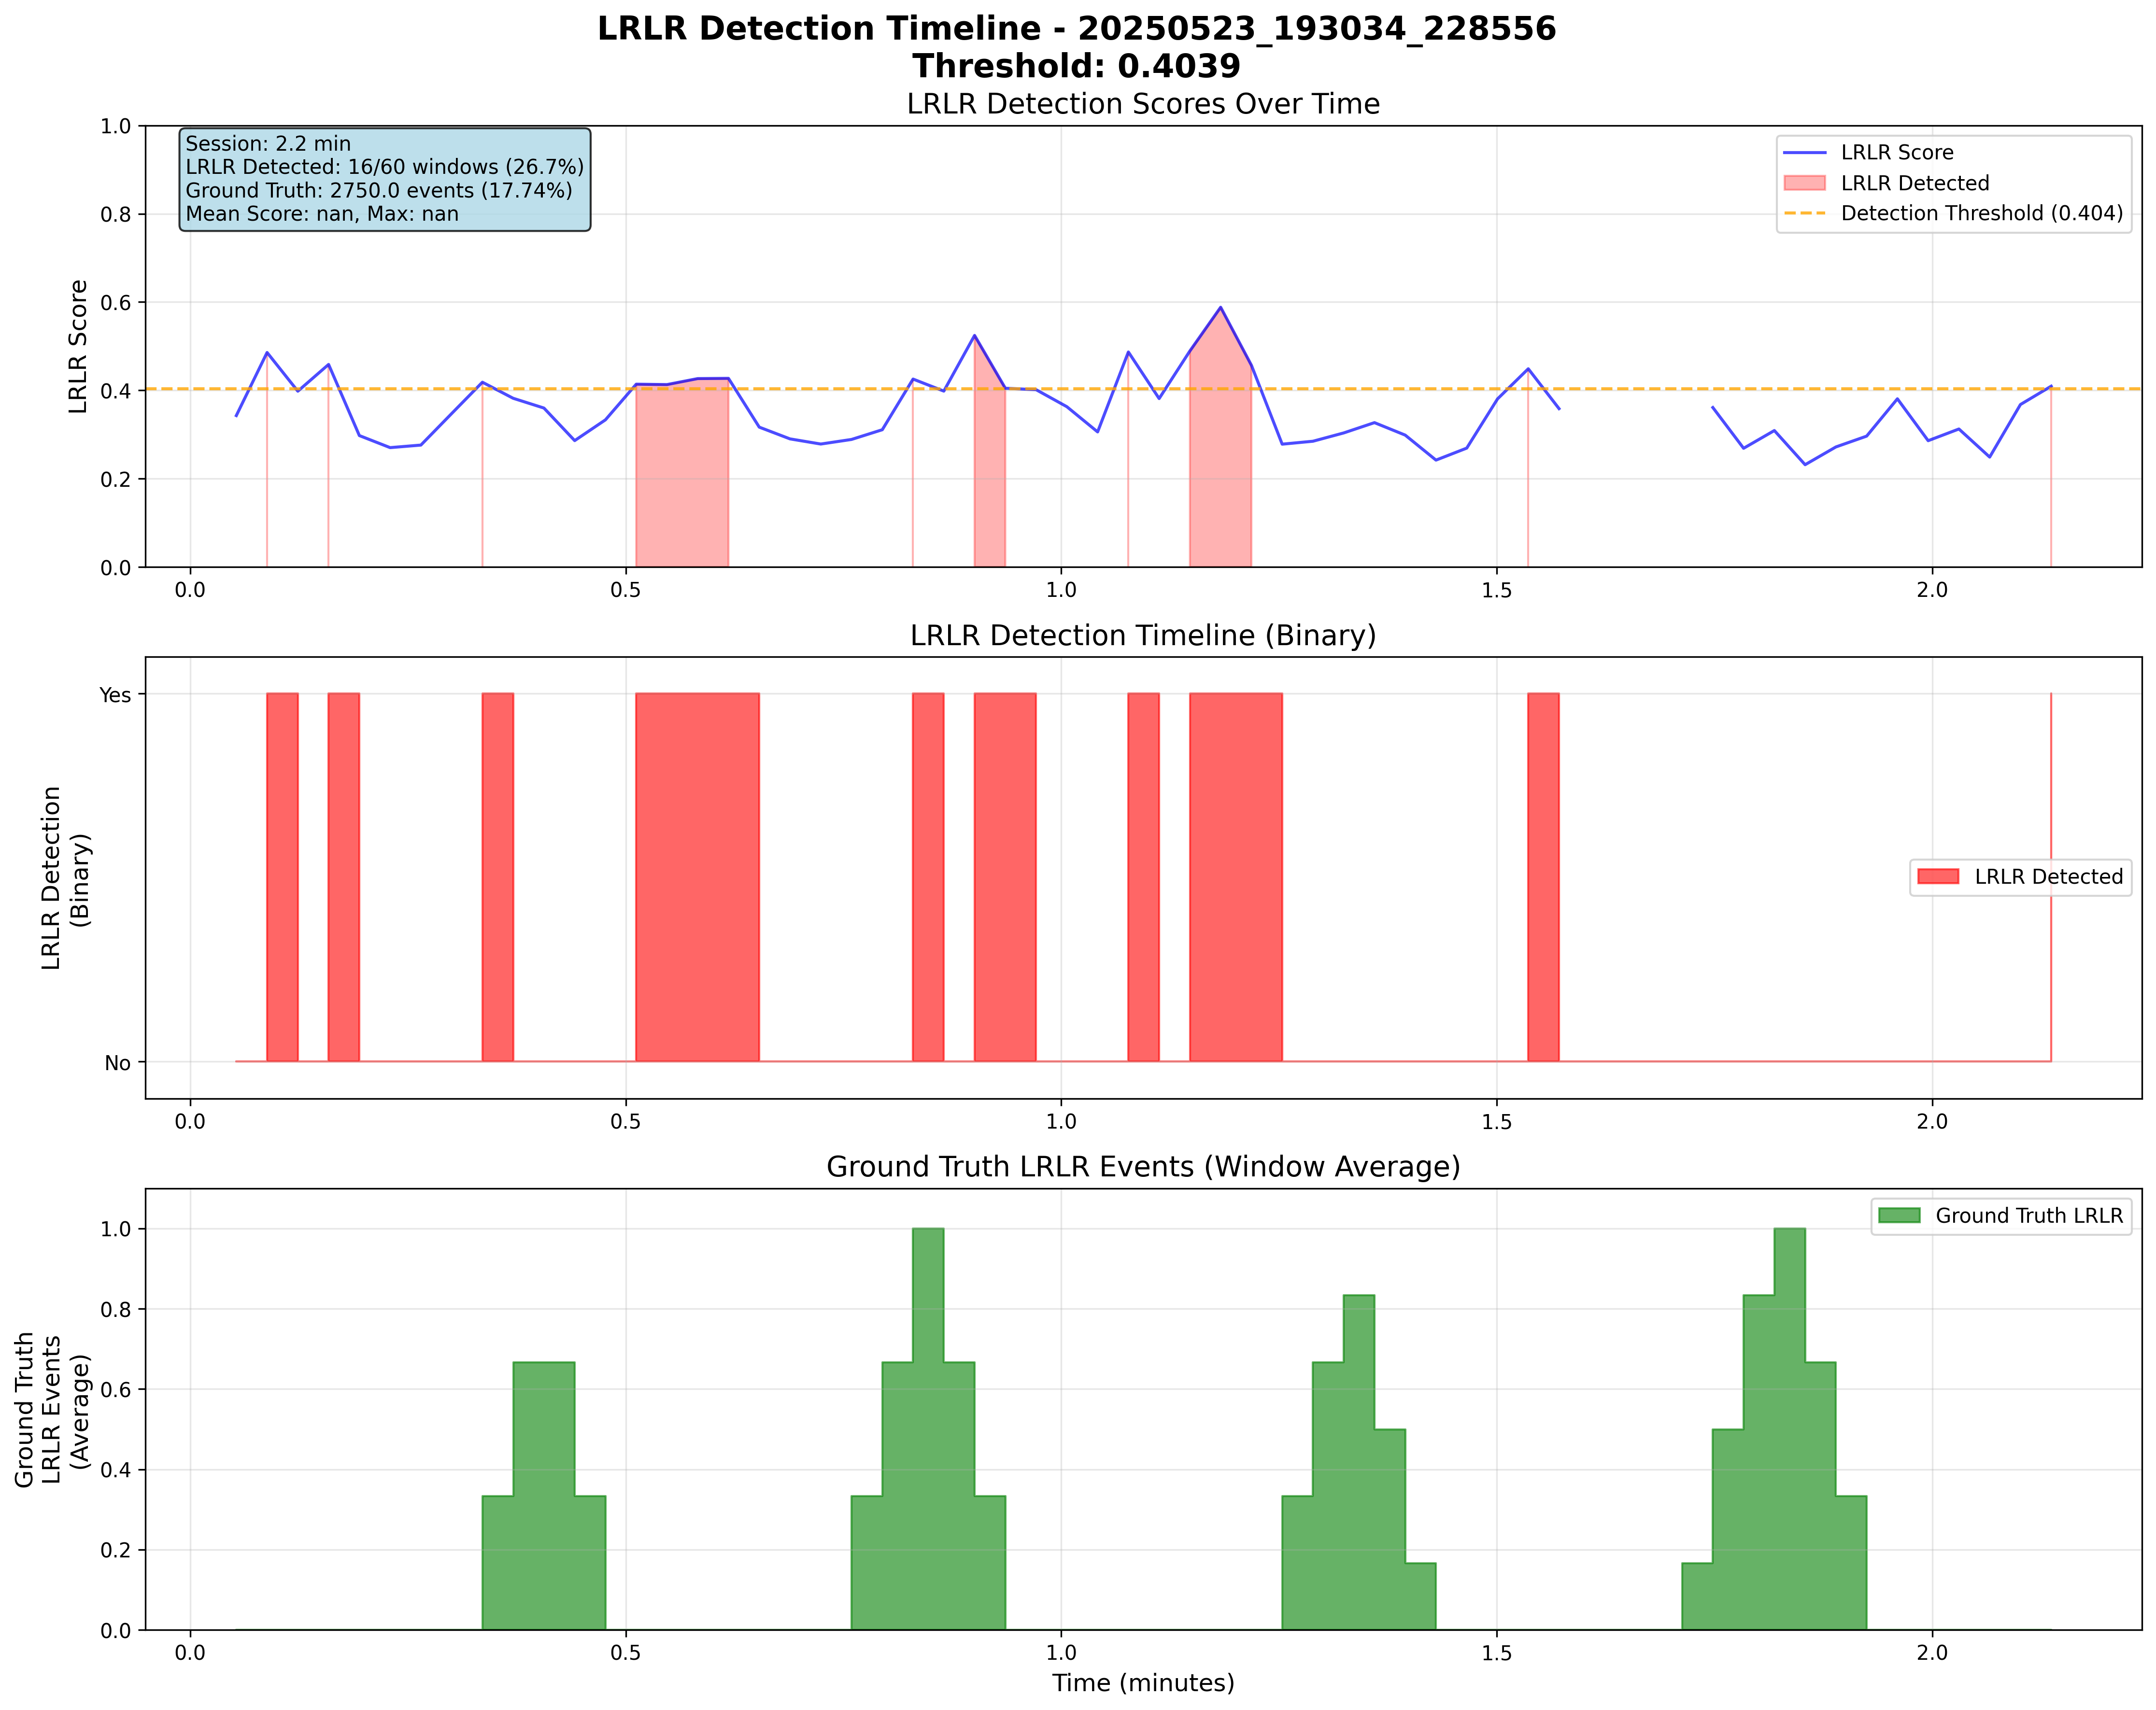 LRLR Detection Timeline - 20250523_193034_228556
Threshold: 0.4039
LRLR Detection Scores Over Time
Session: 2.2 min
LRLR Detected: 16/60 windows (26.7%)
Ground Truth: 2750.0 events (17.74%)
Mean Score: nan, Max: nan
LRLR Score
LRLR Detected
Detection Threshold (0.404)
LRLR Score
1.0
0.8
0.6
0.4
0.2
0.0
0.0 0.5 1.0 1.5 2.0
LRLR Detection Timeline (Binary)
LRLR Detection
(Binary)
Yes
No
LRLR Detected
0.0 0.5 1.0 1.5 2.0
Ground Truth LRLR Events (Window Average)
Ground Truth
LRLR Events
(Average)
1.0
0.8
0.6
0.4
0.2
0.0
Ground Truth LRLR
0.0 0.5 1.0 1.5 2.0
Time (minutes)